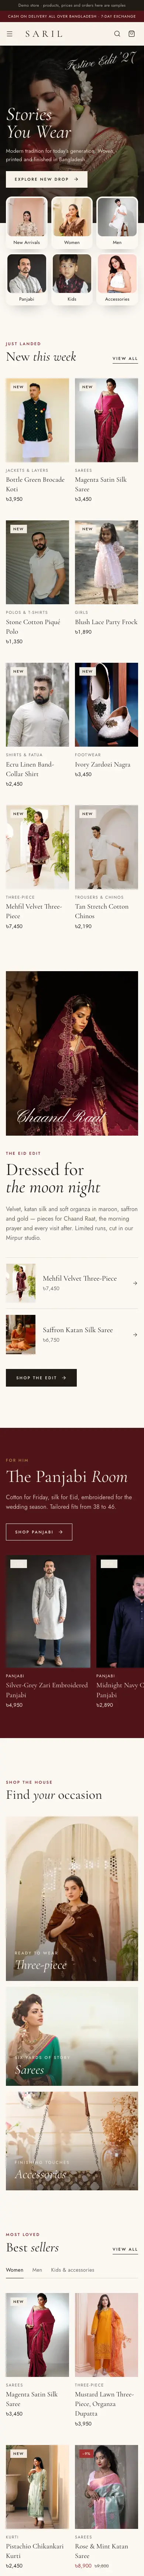 Demo store · products, prices and orders here are samples
CASH ON DELIVERY ALL OVER BANGLADESH · 7-DAY EXCHANGE
SARIL
Festive Edit '27
Stories
You Wear
Modern tradition for today's generation. Woven,
printed and finished in Bangladesh.
EXPLORE NEW DROP →
New Arrivals
Women
Men
Panjabi
Kids
Accessories
JUST LANDED
New this week
VIEW ALL
NEW
NEW
JACKETS & LAYERS
Bottle Green Brocade
Koti
৳3,950
SAREES
Magenta Satin Silk
Saree
৳3,450
NEW
NEW
POLOS & T-SHIRTS
Stone Cotton Piqué
Polo
৳1,350
GIRLS
Blush Lace Party Frock
৳1,890
NEW
NEW
SHIRTS & FATUA
Ecru Linen Band-
Collar Shirt
৳2,450
FOOTWEAR
Ivory Zardozi Nagra
৳3,450
NEW
NEW
THREE-PIECE
Mehfil Velvet Three-
Piece
৳7,450
TROUSERS & CHINOS
Tan Stretch Cotton
Chinos
৳2,190
Chaand Raat
THE EID EDIT
Dressed for
the moon night
Velvet, katan silk and soft organza in maroon, saffron
and gold — pieces for Chaand Raat, the morning
prayer and every visit after. Limited runs, cut in our
Mirpur studio.
Mehfil Velvet Three-Piece
৳7,450
→
Saffron Katan Silk Saree
৳6,750
→
SHOP THE EDIT →
FOR HIM
The Panjabi Room
Cotton for Friday, silk for Eid, embroidered for the
wedding season. Tailored fits from 38 to 46.
SHOP PANJABI →
PANJABI
Silver-Grey Zari Embroidered
Panjabi
৳4,950
PANJABI
Midnight Navy C
Panjabi
৳2,890
SHOP THE HOUSE
Find your occasion
READY TO WEAR
Three-piece
SIX YARDS OF STORY
Sarees
FINISHING TOUCHES
Accessories
MOST LOVED
Best sellers
VIEW ALL
Women
Men
Kids & accessories
NEW
SAREES
Magenta Satin Silk
Saree
৳3,450
THREE-PIECE
Mustard Lawn Three-
Piece, Organza
Dupatta
৳3,950
NEW
KURTI
Pistachio Chikankari
Kurti
৳2,450
SAREES
Rose & Mint Katan
Saree
৳8,900